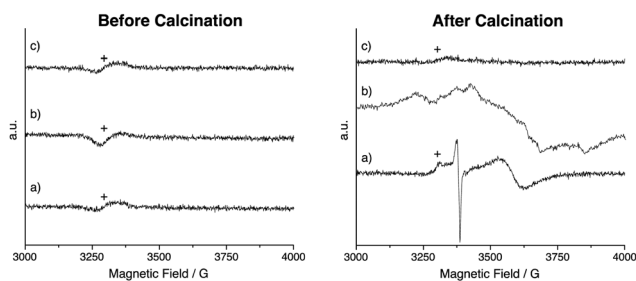 Before Calcination
After Calcination
c)
+
b)
+
a)
+
a.u.
3000
3250
3500
3750
4000
Magnetic Field / G
c)
+
b)
a)
+
a.u.
3000
3250
3500
3750
4000
Magnetic Field / G